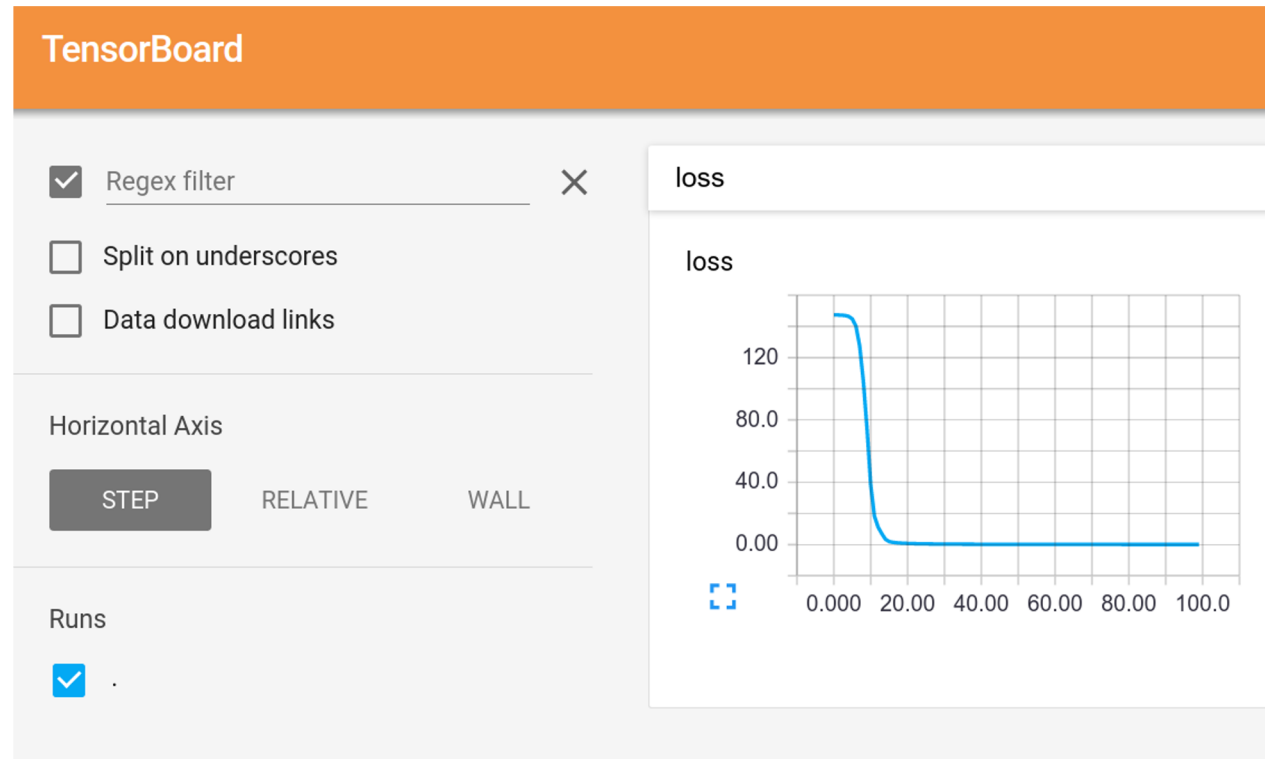 TensorBoard
Regex filter
Split on underscores
Data download links
Horizontal Axis
STEP RELATIVE WALL
Runs
.
loss
loss
120
80.0
40.0
0.00
0.000 20.00 40.00 60.00 80.00 100.0